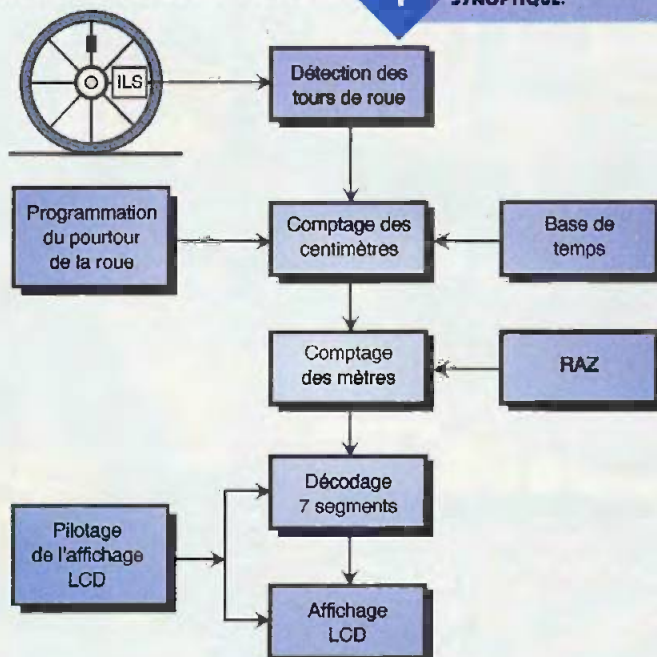 SYNOPTIQUE.
ILS
Détection des
tours de roue
Programmation
du pourtour
de la roue
Comptage des
centimètres
Base de
temps
Comptage
des mètres
RAZ
Décodage
7 segments
Pilotage
de l'affichage
LCD
Affichage
LCD